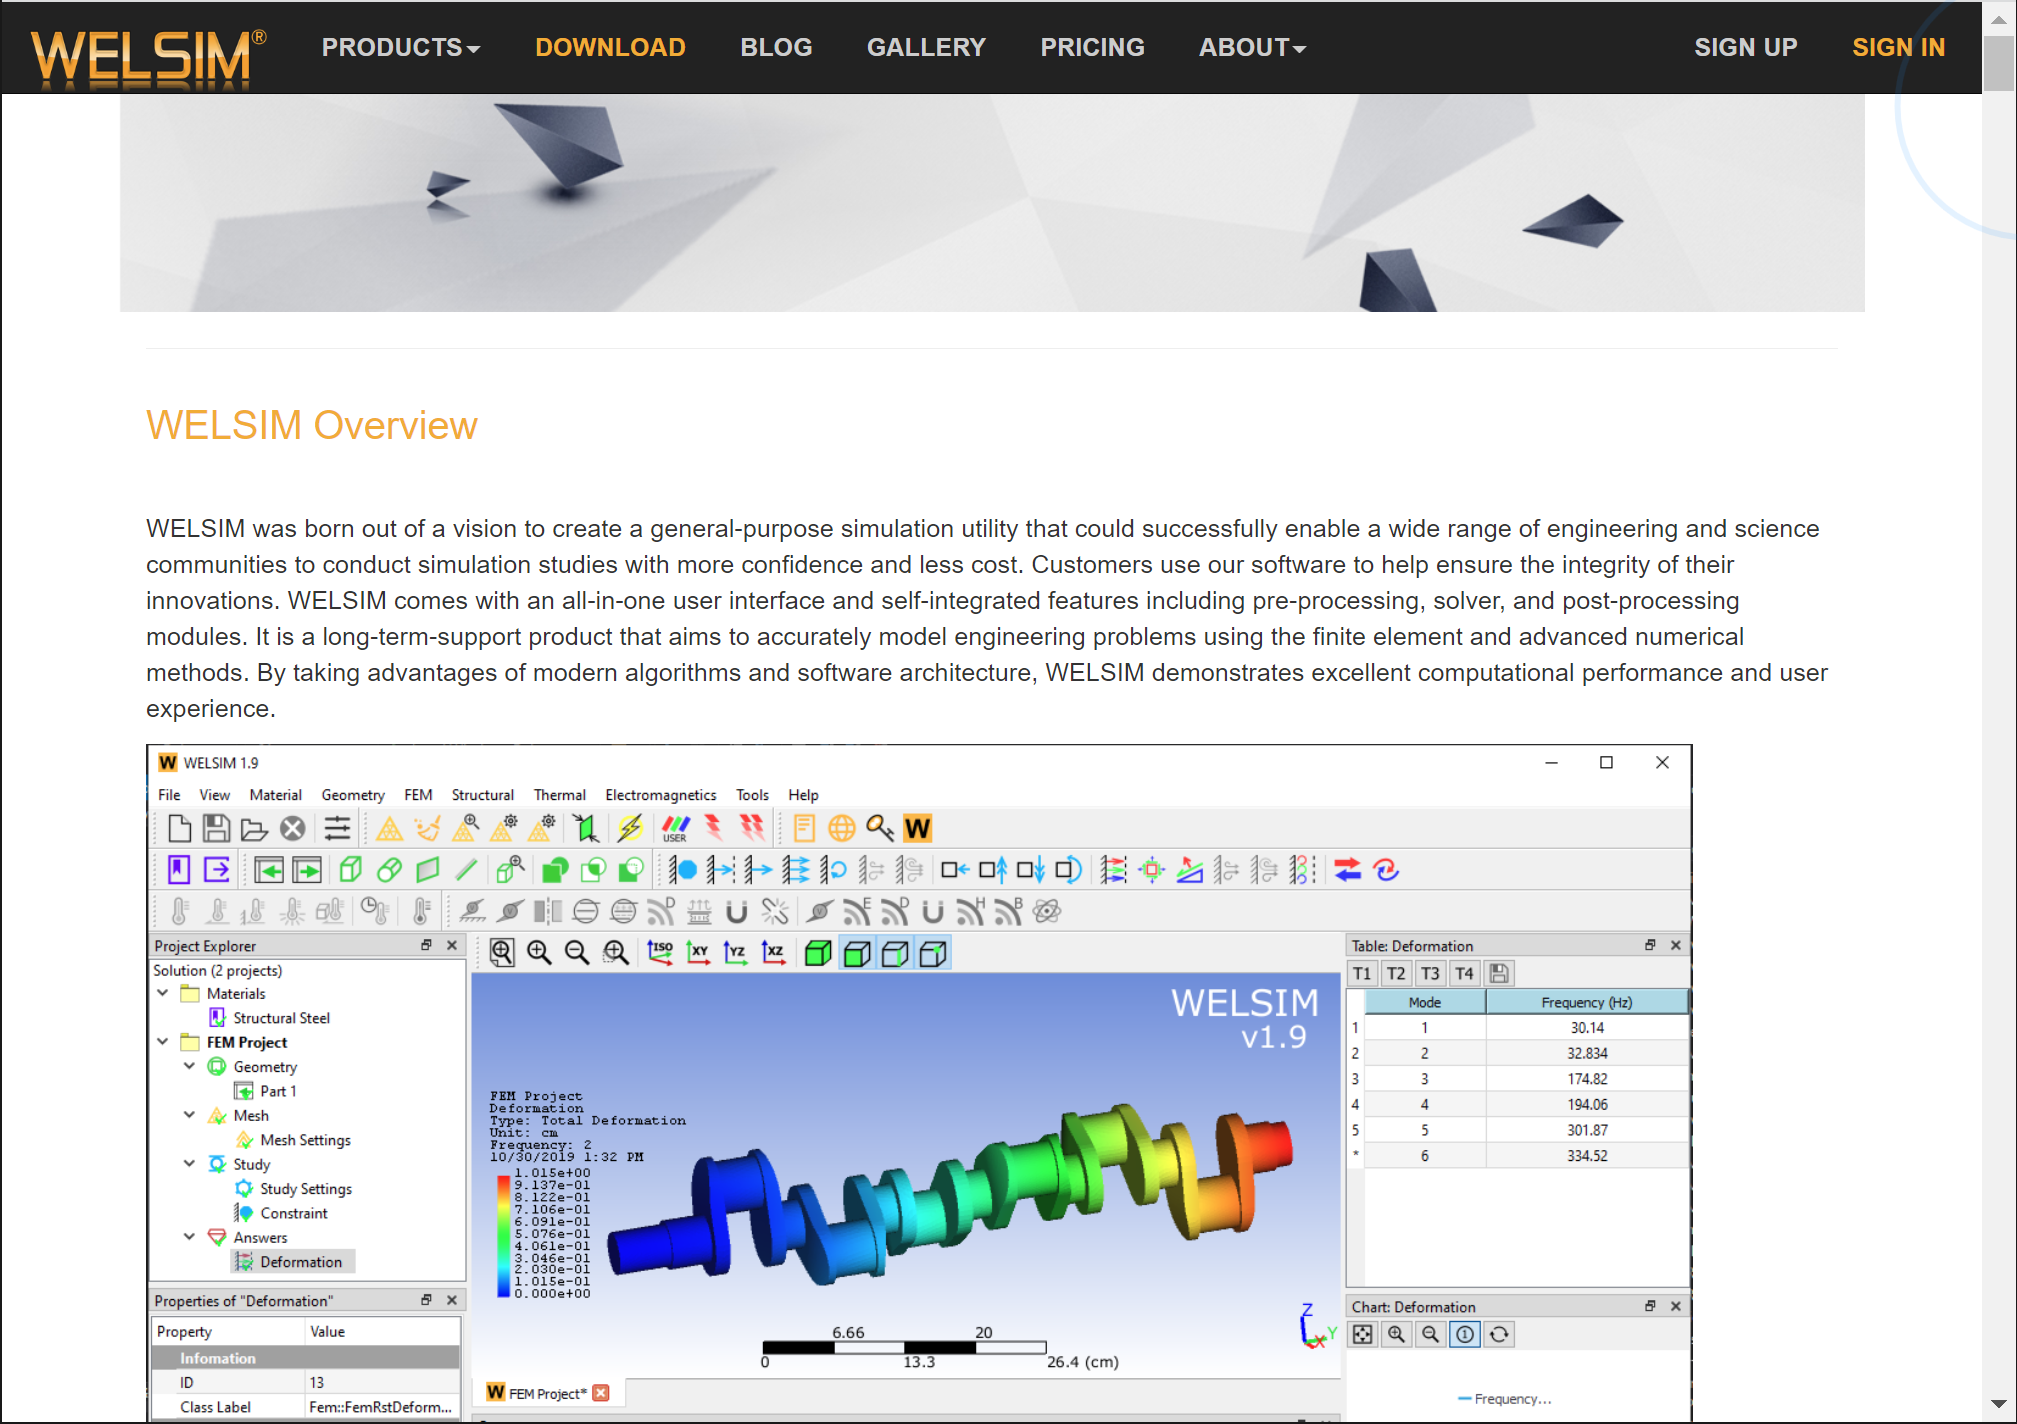 WELSIM®
PRODUCTS
DOWNLOAD
BLOG
GALLERY
PRICING
ABOUT
SIGN UP
SIGN IN
WELSIM Overview
WELSIM was born out of a vision to create a general-purpose simulation utility that could successfully enable a wide range of engineering and science
communities to conduct simulation studies with more confidence and less cost. Customers use our software to help ensure the integrity of their
innovations. WELSIM comes with an all-in-one user interface and self-integrated features including pre-processing, solver, and post-processing
modules. It is a long-term-support product that aims to accurately model engineering problems using the finite element and advanced numerical
methods. By taking advantages of modern algorithms and software architecture, WELSIM demonstrates excellent computational performance and user
experience.
W WELSIM 1.9
File View Material Geometry FEM Structural Thermal Electromagnetics Tools Help
USER
W
D E D H B
Project Explorer
Solution (2 projects)
Materials
Structural Steel
FEM Project
Geometry
Part 1
Mesh
Mesh Settings
Study
Study Settings
Constraint
Answers
Deformation
Properties of "Deformation"
Property Value
Infomation
ID 13
Class Label Fem::FemRstDeform...
ISO XY YZ XZ
WELSIM
v1.9
FEM Project
Deformation
Type: Total Deformation
Unit: cm
Frequency: 2
10/30/2019 1:32 PM
1.015e+00
9.137e-01
8.122e-01
7.106e-01
6.091e-01
5.076e-01
4.061e-01
3.046e-01
2.030e-01
1.015e-01
0.000e+00
6.66 20
0 13.3 26.4 (cm)
Z
Y
X
W FEM Project*
Table: Deformation
T1 T2 T3 T4
Mode Frequency (Hz)
1 1 30.14
2 2 32.834
3 3 174.82
4 4 194.06
5 5 301.87
* 6 334.52
Chart: Deformation
1
Frequency...